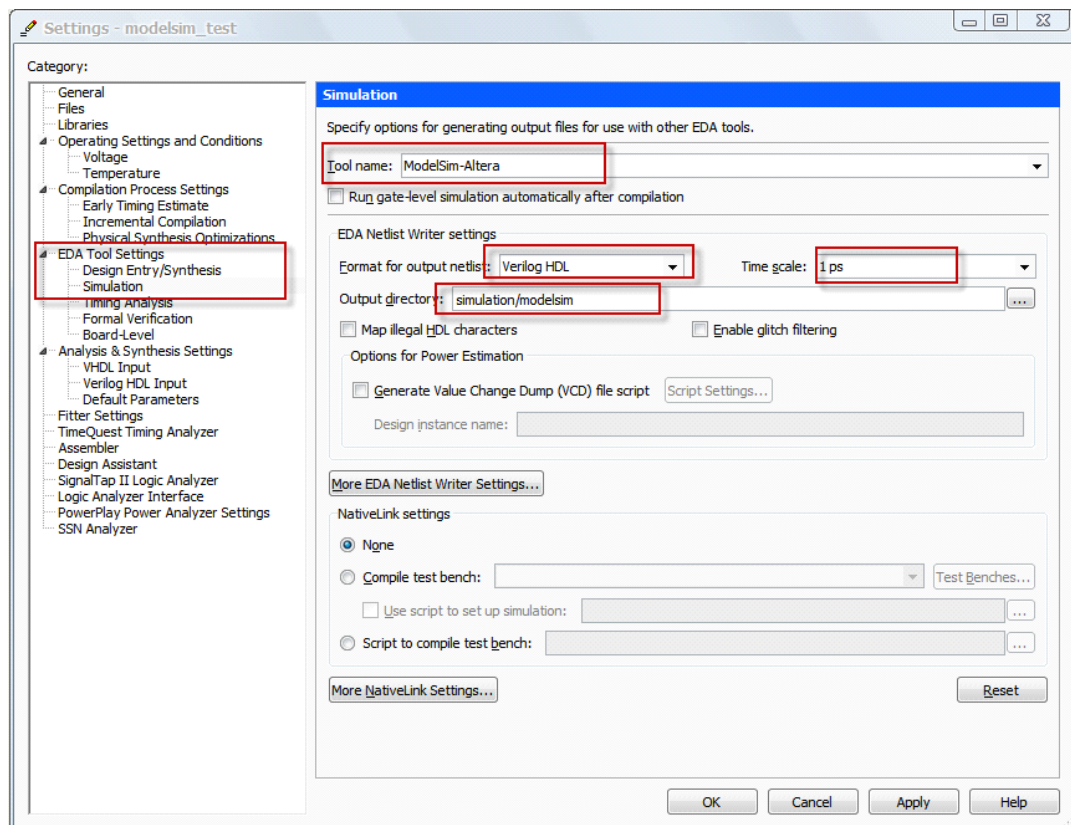 Settings - modelsim_test
Category:
General
Files
Libraries
Operating Settings and Conditions
Voltage
Temperature
Compilation Process Settings
Early Timing Estimate
Incremental Compilation
Physical Synthesis Optimizations
EDA Tool Settings
Design Entry/Synthesis
Simulation
Timing Analysis
Formal Verification
Board-Level
Analysis & Synthesis Settings
VHDL Input
Verilog HDL Input
Default Parameters
Fitter Settings
TimeQuest Timing Analyzer
Assembler
Design Assistant
SignalTap II Logic Analyzer
Logic Analyzer Interface
PowerPlay Power Analyzer Settings
SSN Analyzer
Simulation
Specify options for generating output files for use with other EDA tools.
Tool name: ModelSim-Altera
Run gate-level simulation automatically after compilation
EDA Netlist Writer settings
Format for output netlist: Verilog HDL Time scale: 1 ps
Output directory: simulation/modelsim ...
Map illegal HDL characters Enable glitch filtering
Options for Power Estimation
Generate Value Change Dump (VCD) file script Script Settings...
Design instance name:
More EDA Netlist Writer Settings...
NativeLink settings
None
Compile test bench: Test Benches...
Use script to set up simulation: ...
Script to compile test bench: ...
More NativeLink Settings... Reset
OK Cancel Apply Help